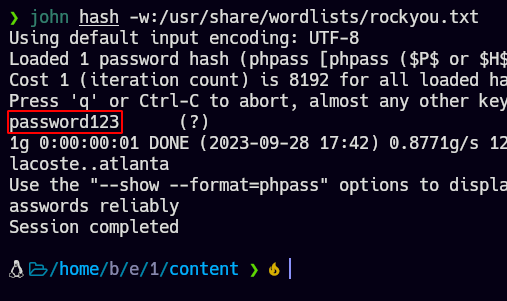 ❯ john hash -w:/usr/share/wordlists/rockyou.txt
Using default input encoding: UTF-8
Loaded 1 password hash (phpass [phpass ($P$ or $H$
Cost 1 (iteration count) is 8192 for all loaded ha
Press 'q' or Ctrl-C to abort, almost any other key
password123 (?)
1g 0:00:00:01 DONE (2023-09-28 17:42) 0.8771g/s 12
lacoste..atlanta
Use the "--show --format=phpass" options to displa
asswords reliably
Session completed
/home/b/e/1/content ❯